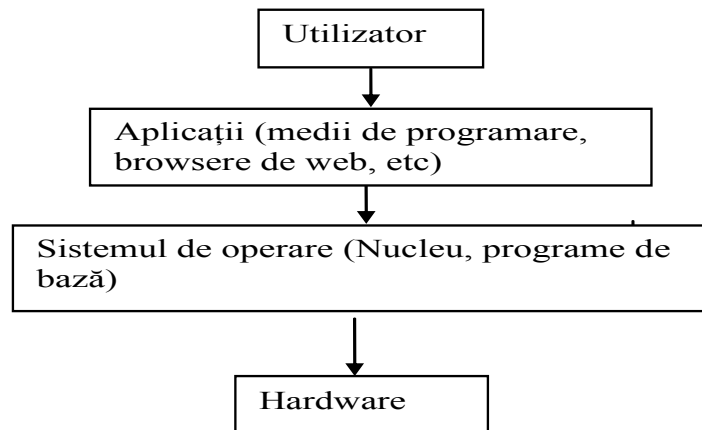 Utilizator
Aplicații (medii de programare,
browsere de web, etc)
Sistemul de operare (Nucleu, programe de
bază)
Hardware